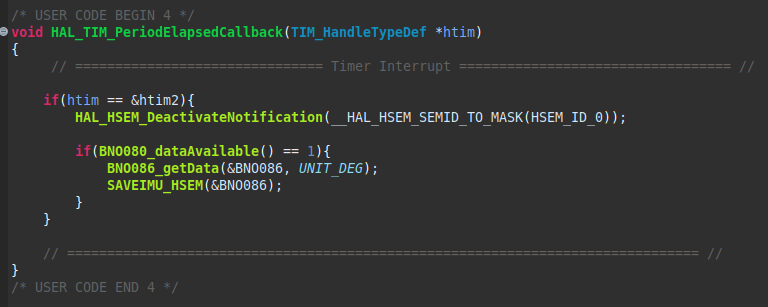 /* USER CODE BEGIN 4 */
void HAL_TIM_PeriodElapsedCallback(TIM_HandleTypeDef *htim)
{
// =============================== Timer Interrupt ================================== //
if(htim == &htim2){
HAL_HSEM_DeactivateNotification(__HAL_HSEM_SEMID_TO_MASK(HSEM_ID_0));
if(BNO080_dataAvailable() == 1){
BNO086_getData(&BNO086, UNIT_DEG);
SAVEIMU_HSEM(&BNO086);
}
}
// =============================================================================== //
}
/* USER CODE END 4 */